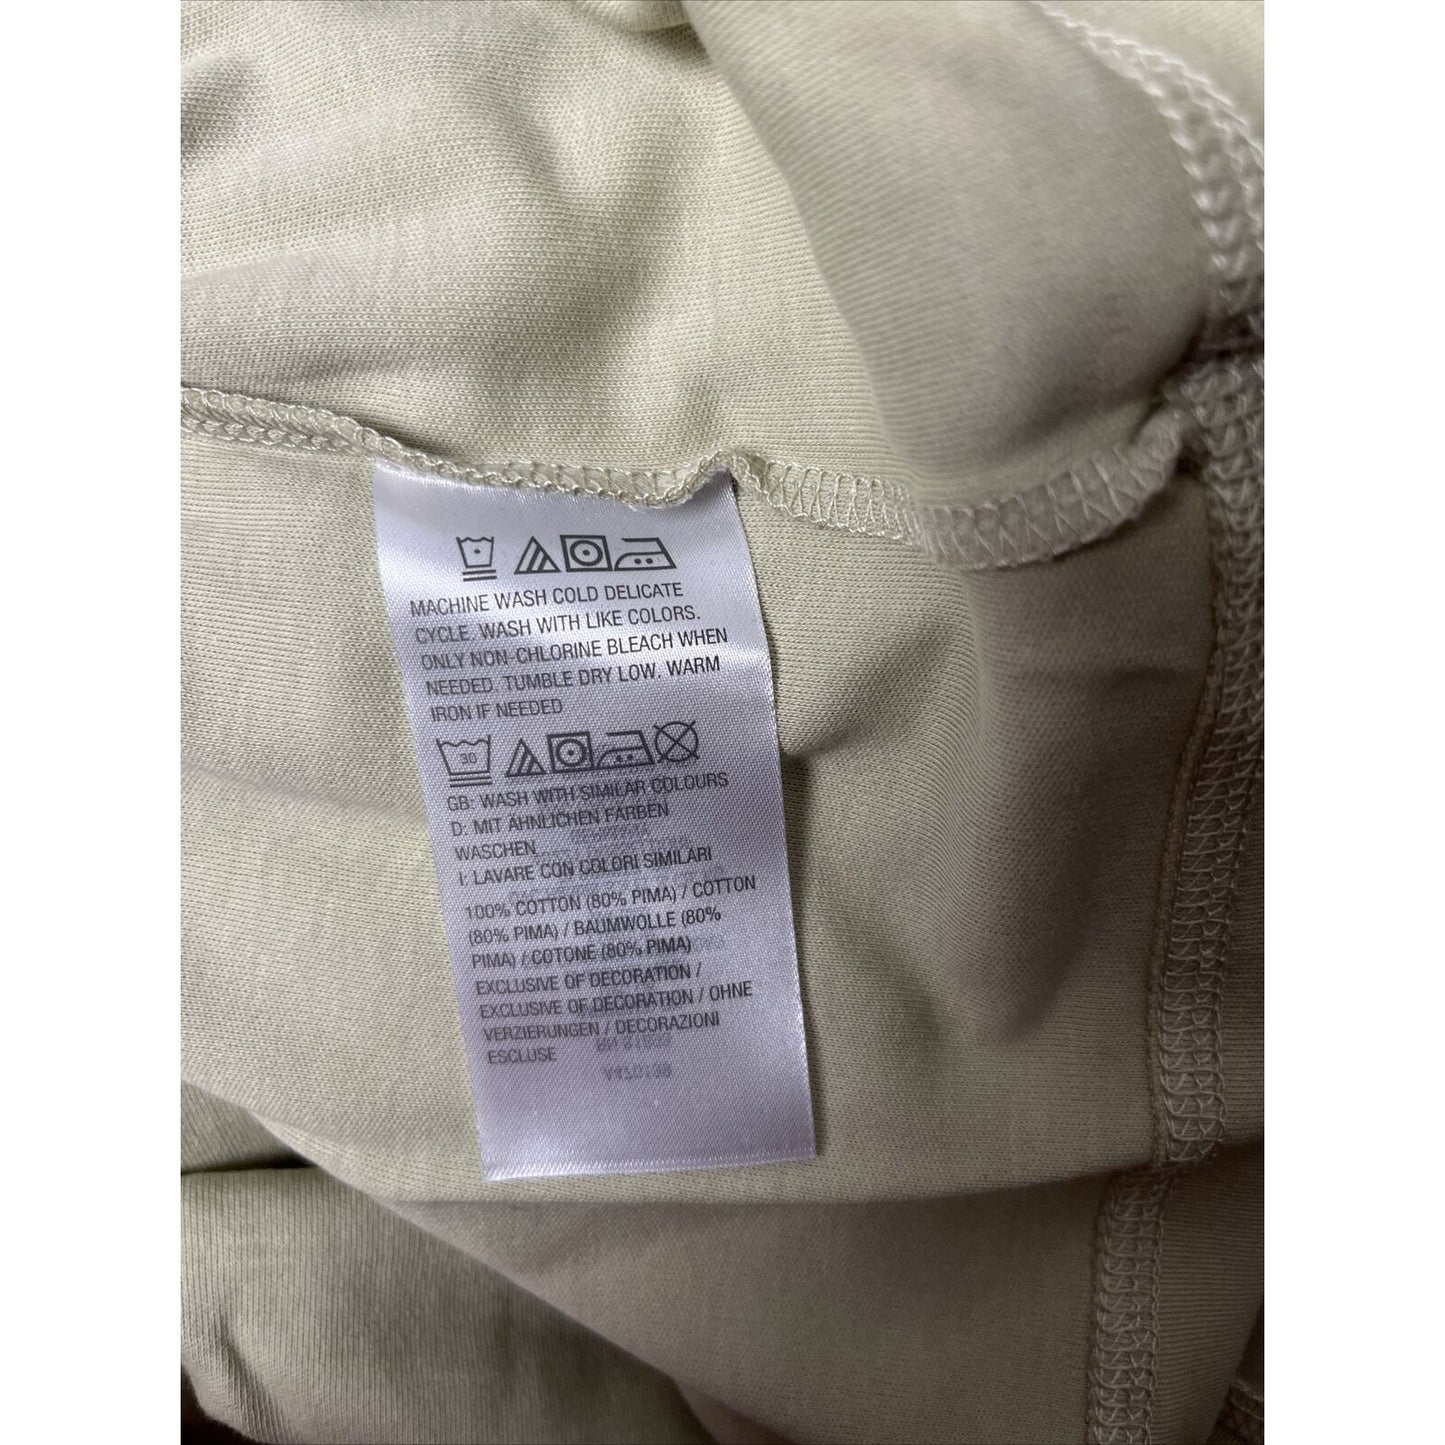 MACHINE WASH COLD DELICATE
CYCLE. WASH WITH LIKE COLORS.
ONLY NON-CHLORINE BLEACH WHEN
NEEDED. TUMBLE DRY LOW. WARM
IRON IF NEEDED
30
GB: WASH WITH SIMILAR COLOURS
D: MIT ÄHNLICHEN FARBEN
WASCHEN
I: LAVARE CON COLORI SIMILARI
100% COTTON (80% PIMA) / COTTON
(80% PIMA) / BAUMWOLLE (80%
PIMA) / COTONE (80% PIMA)
EXCLUSIVE OF DECORATION /
EXCLUSIVE OF DECORATION / OHNE
VERZIERUNGEN / DECORAZIONI
ESCLUSE